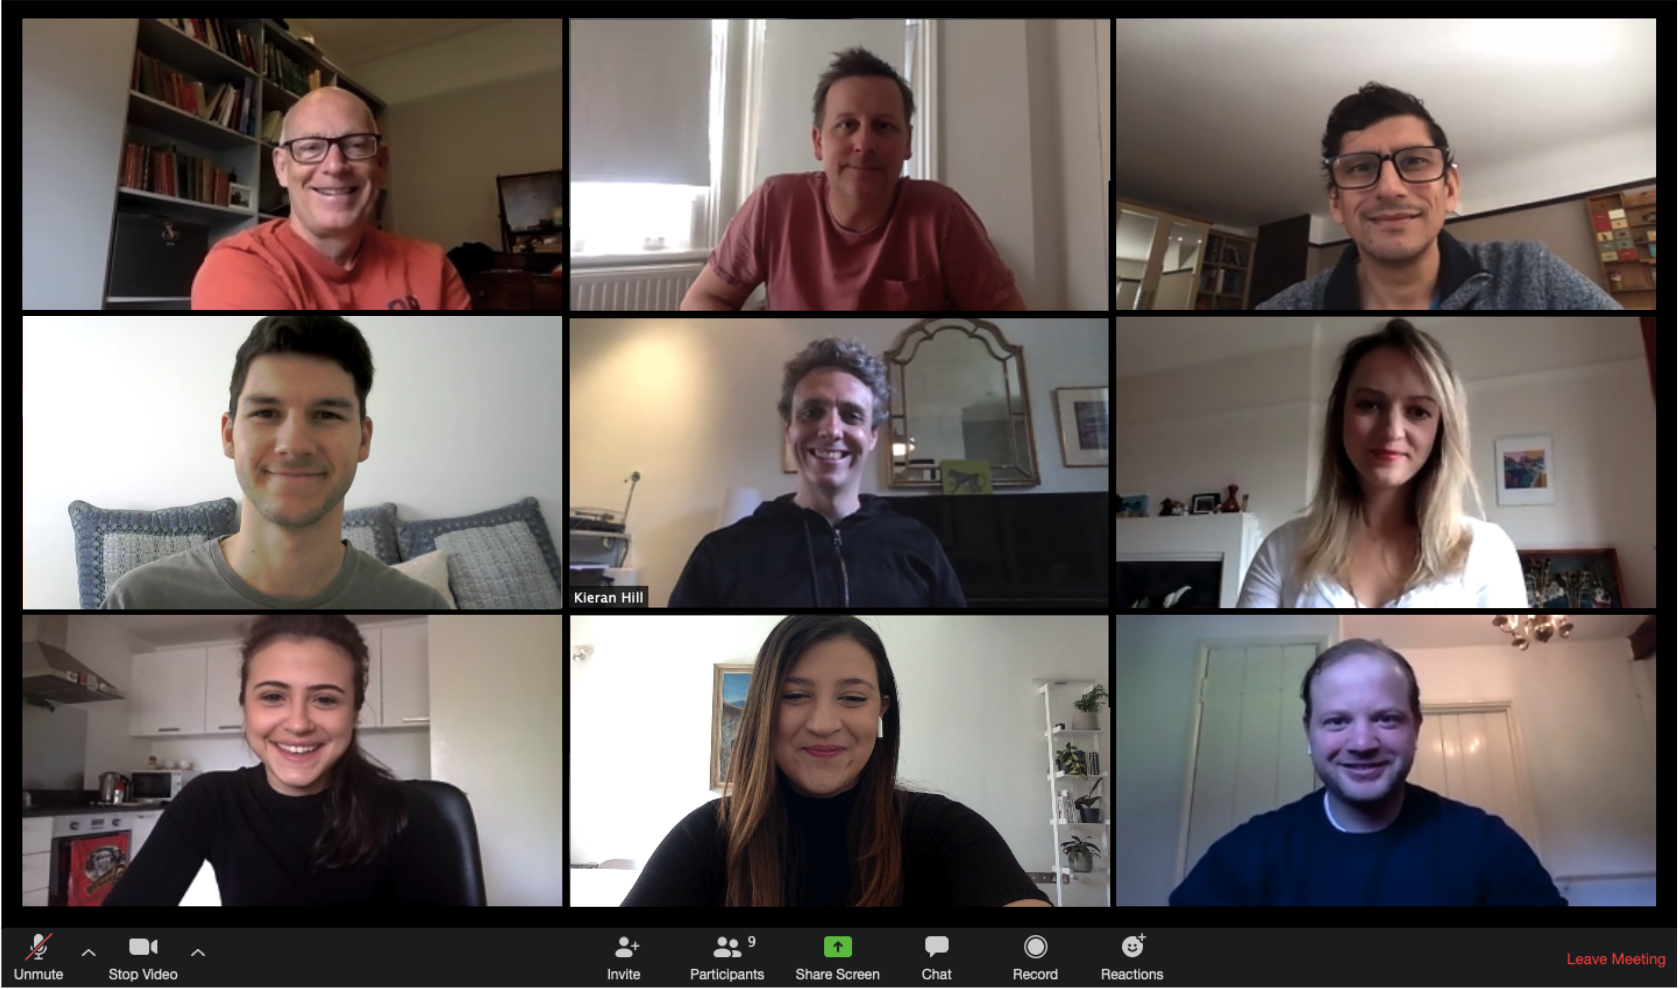 Kieran Hill
9
Unmute
Stop Video
Invite
Participants
Share Screen
Chat
Record
Reactions
Leave Meeting